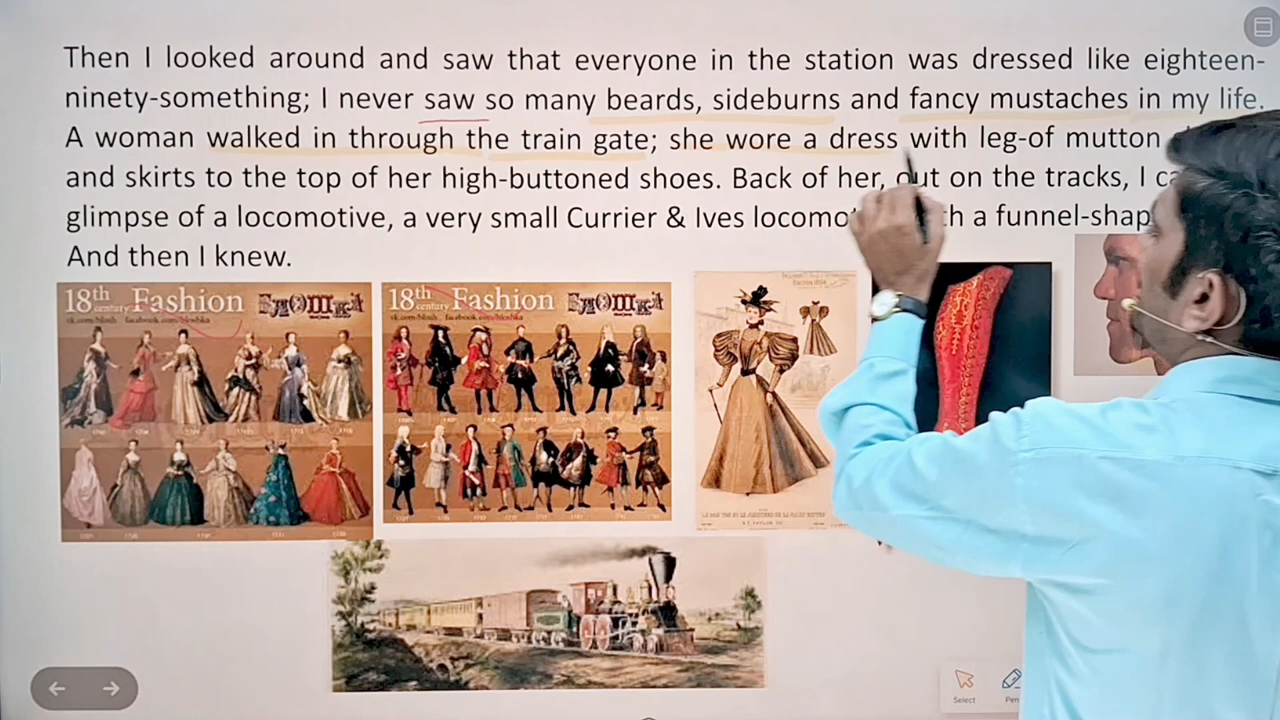 Then I looked around and saw that everyone in the station was dressed like eighteen-
ninety-something; I never saw so many beards, sideburns and fancy mustaches in my life.
A woman walked in through the train gate; she wore a dress with leg-of mutton
and skirts to the top of her high-buttoned shoes. Back of her, out on the tracks, I
glimpse of a locomotive, a very small Currier & Ives a funnel-
And then I knew.
18th century Fashion
18th century Fashion
Select
Pen